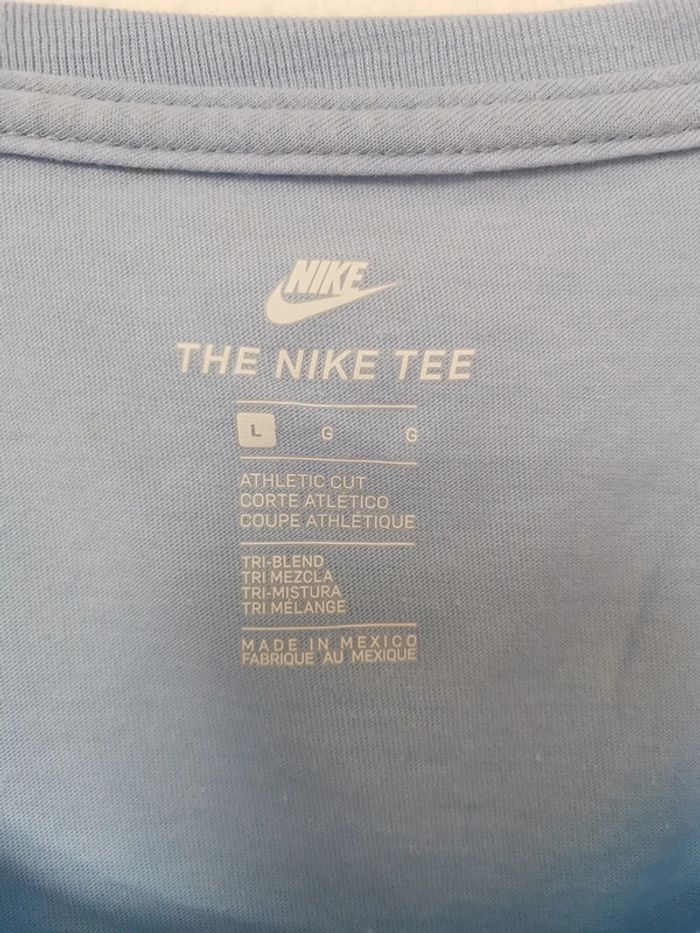 NIKE
THE NIKE TEE
L G G
ATHLETIC CUT
CORTE ATLÉTICO
COUPE ATHLÉTIQUE
TRI-BLEND
TRI MEZCLA
TRI-MISTURA
TRI MÉLANGE
MADE IN MEXICO
FABRIQUE AU MEXIQUE